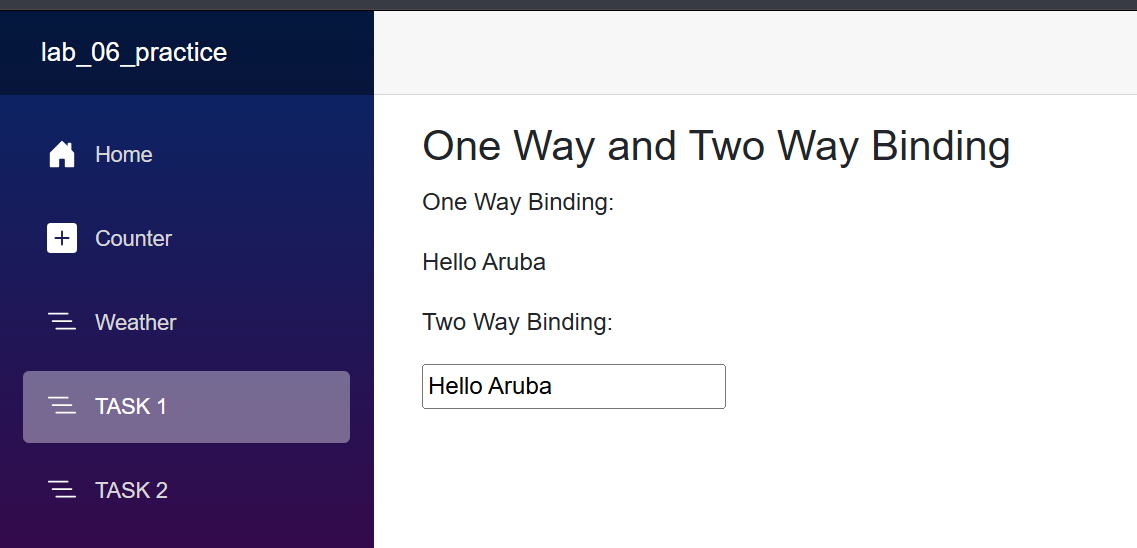 lab_06_practice
Home
Counter
Weather
TASK 1
TASK 2
One Way and Two Way Binding
One Way Binding:
Hello Aruba
Two Way Binding:
Hello Aruba